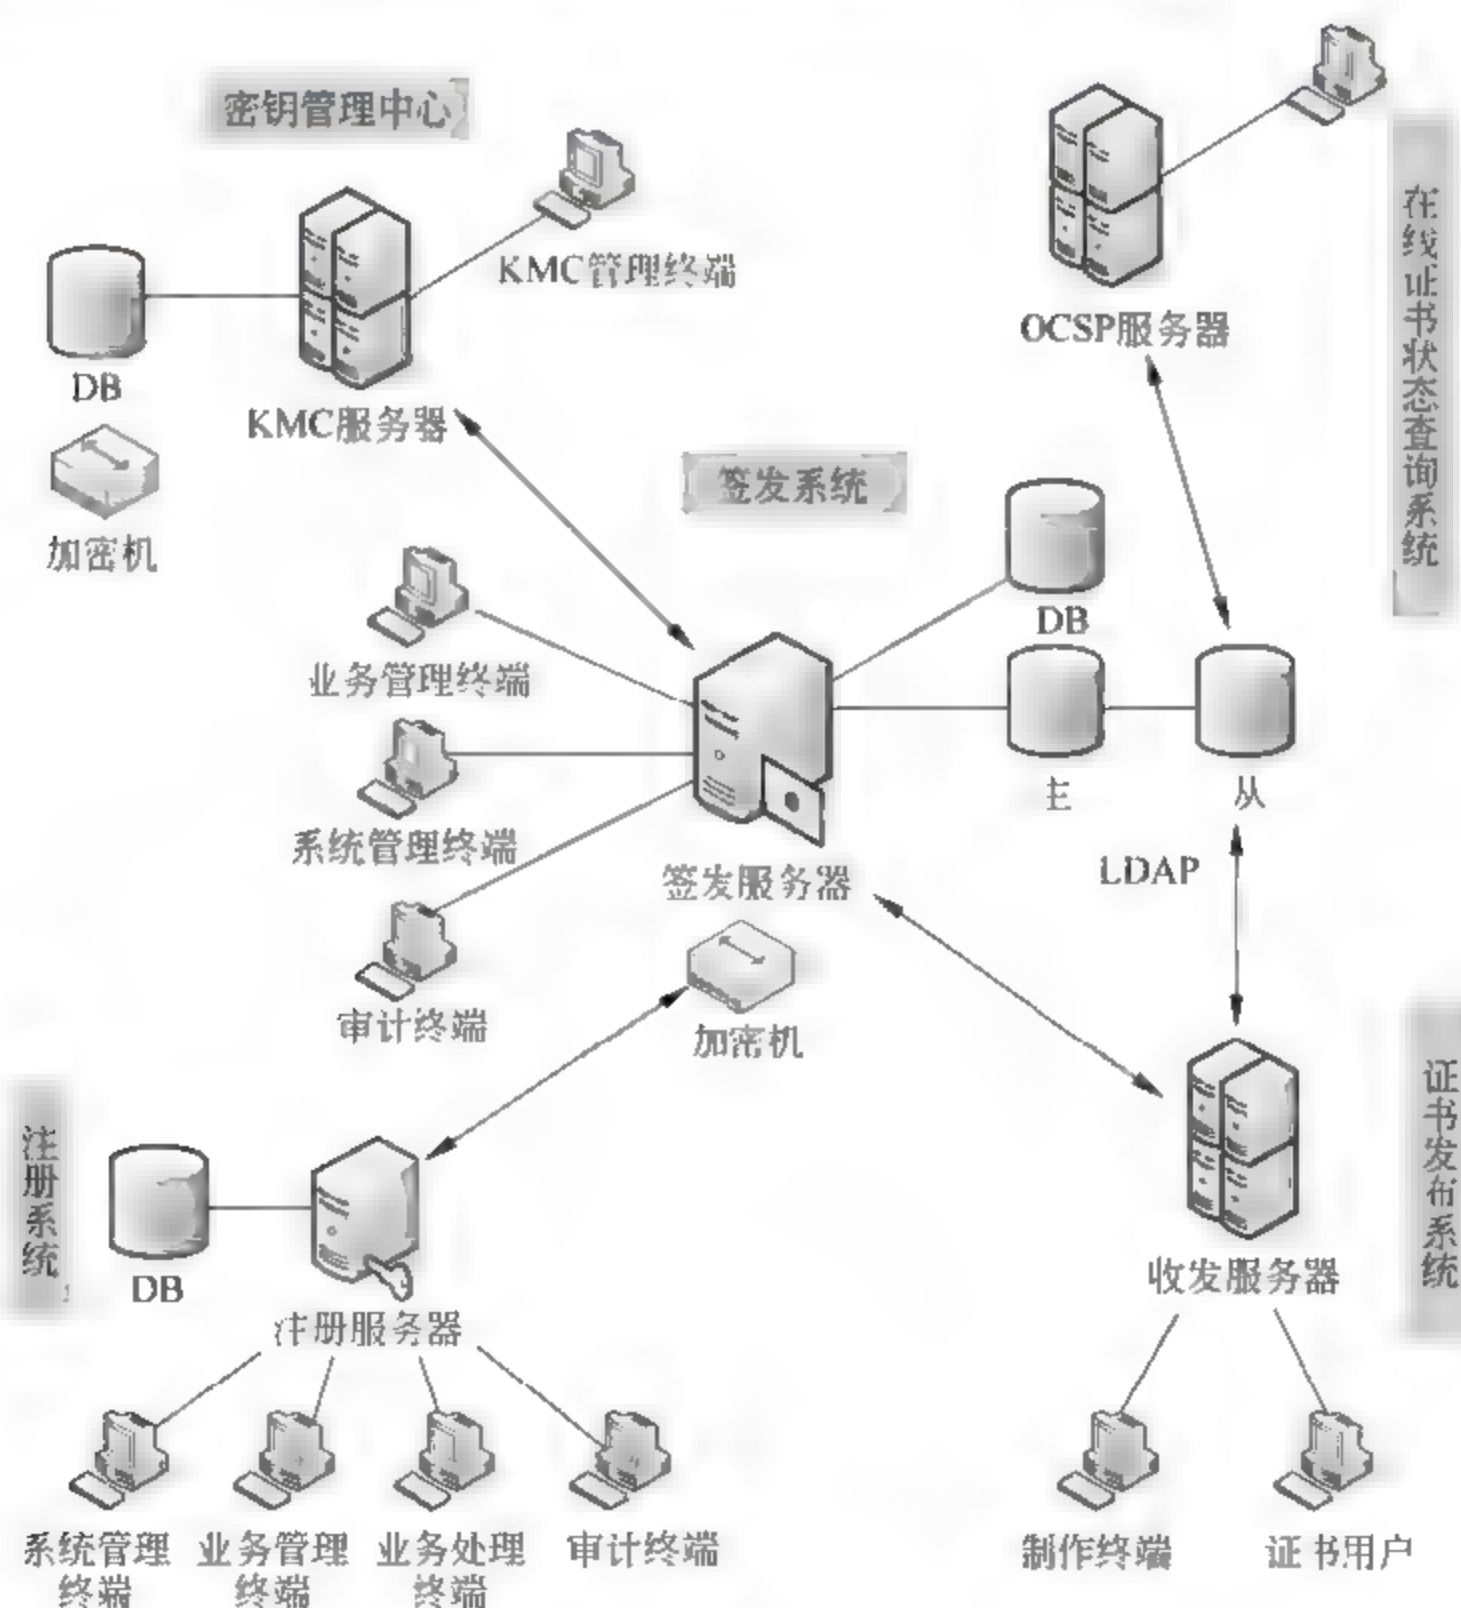 密钥管理中心
KMC管理终端
DB
KMC服务器
加密机
OCSP服务器
在线证书状态查询系统
签发系统
DB
业务管理终端
系统管理终端
审计终端
签发服务器
加密机
主
从
LDAP
注册系统
DB
注册服务器
系统管理
终端
业务管理
终端
业务处理
终端
审计终端
证书发布系统
收发服务器
制作终端
证书用户